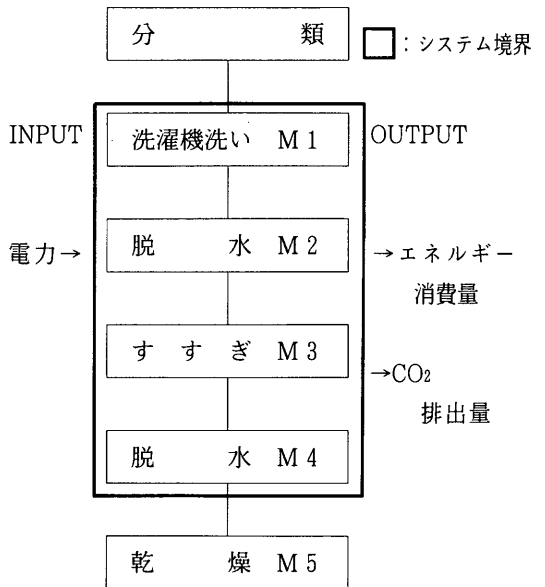 分 類
: システム境界
INPUT
洗濯機洗い M1
OUTPUT
電力→
脱 水 M2
→エネルギー
消費量
すすぎ M3
→CO₂
排出量
脱 水 M4
乾 燥 M5